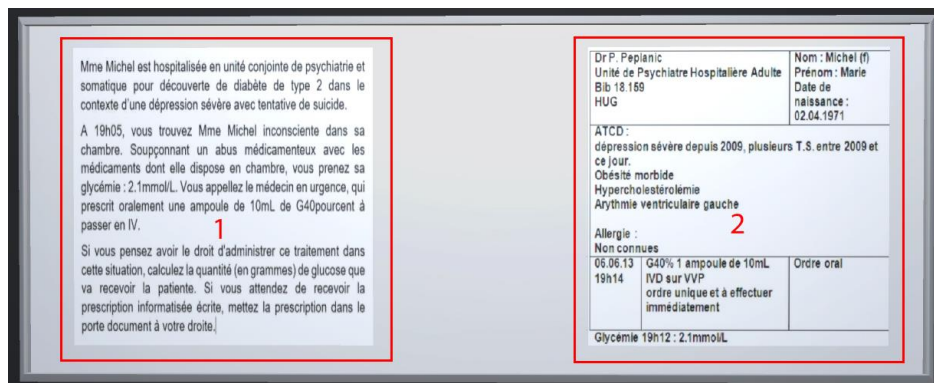 Mme Michel est hospitalisée en unité conjointe de psychiatrie et
somatique pour découverte de diabète de type 2 dans le
contexte d'une dépression sévère avec tentative de suicide.
A 19h05, vous trouvez Mme Michel inconsciente dans sa
chambre. Soupçonnant un abus médicamenteux avec les
médicaments dont elle dispose en chambre, vous prenez sa
glycémie : 2.1mmol/L. Vous appellez le médecin en urgence, qui
prescrit oralement une ampoule de 10mL de G40pourcent à
passer en IV.
1
Si vous pensez avoir le droit d'administrer ce traitement dans
cette situation, calculez la quantité (en grammes) de glucose que
va recevoir la patiente. Si vous attendez de recevoir la
prescription informatisée écrite, mettez la prescription dans le
porte document à votre droite.
Dr P. Peplanic
Unité de Psychiatre Hospitalière Adulte
Bib 18.159
HUG
Nom : Michel (f)
Prénom : Marie
Date de
naissance :
02.04.1971
ATCD :
dépression sévère depuis 2009, plusieurs T.S. entre 2009 et
ce jour.
Obésité morbide
Hypercholestérolémie
Arythmie ventriculaire gauche
2
Allergie :
Non connues
06.06.13
19h14
G40% 1 ampoule de 10mL
IVD sur VVP
ordre unique et à effectuer
immédiatement
Ordre oral
Glycémie 19h12 : 2.1mmol/L